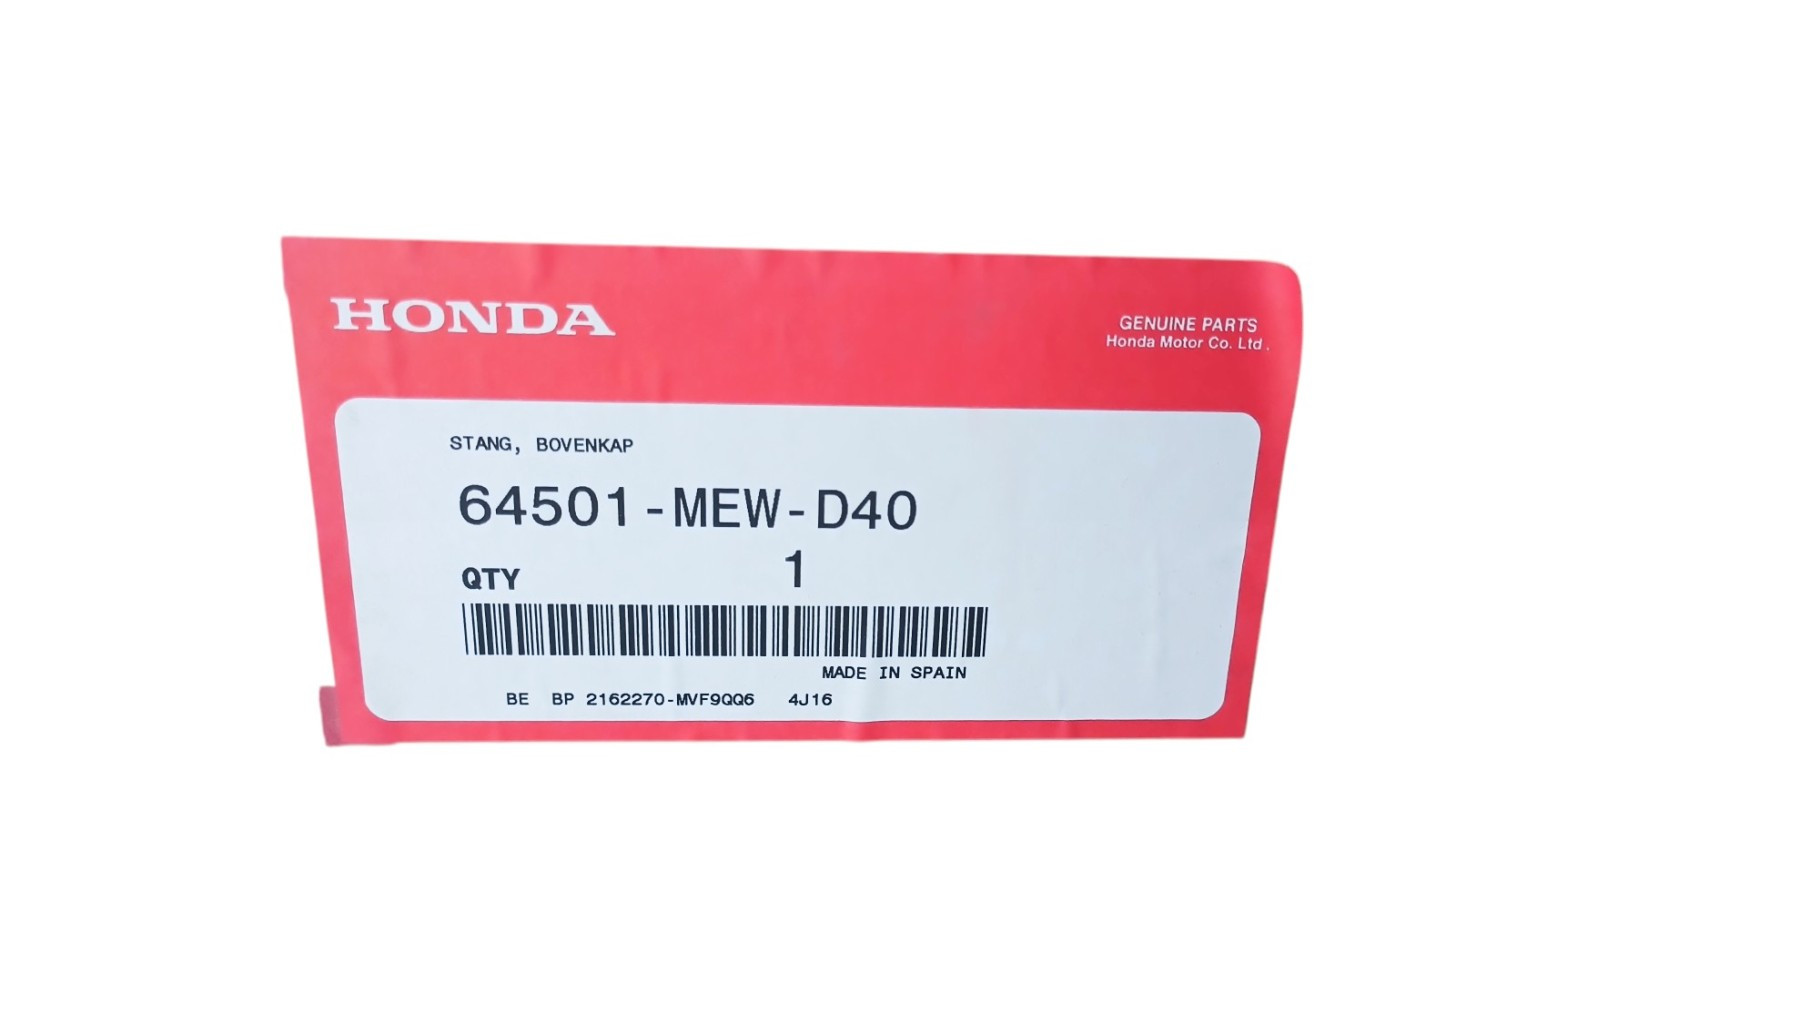 HONDA
GENUINE PARTS
Honda Motor Co. Ltd.
STANG, BOVENKAP
64501-MEW-D40
QTY 1
MADE IN SPAIN
BE BP 2162270-MVF9QQ6 4J16